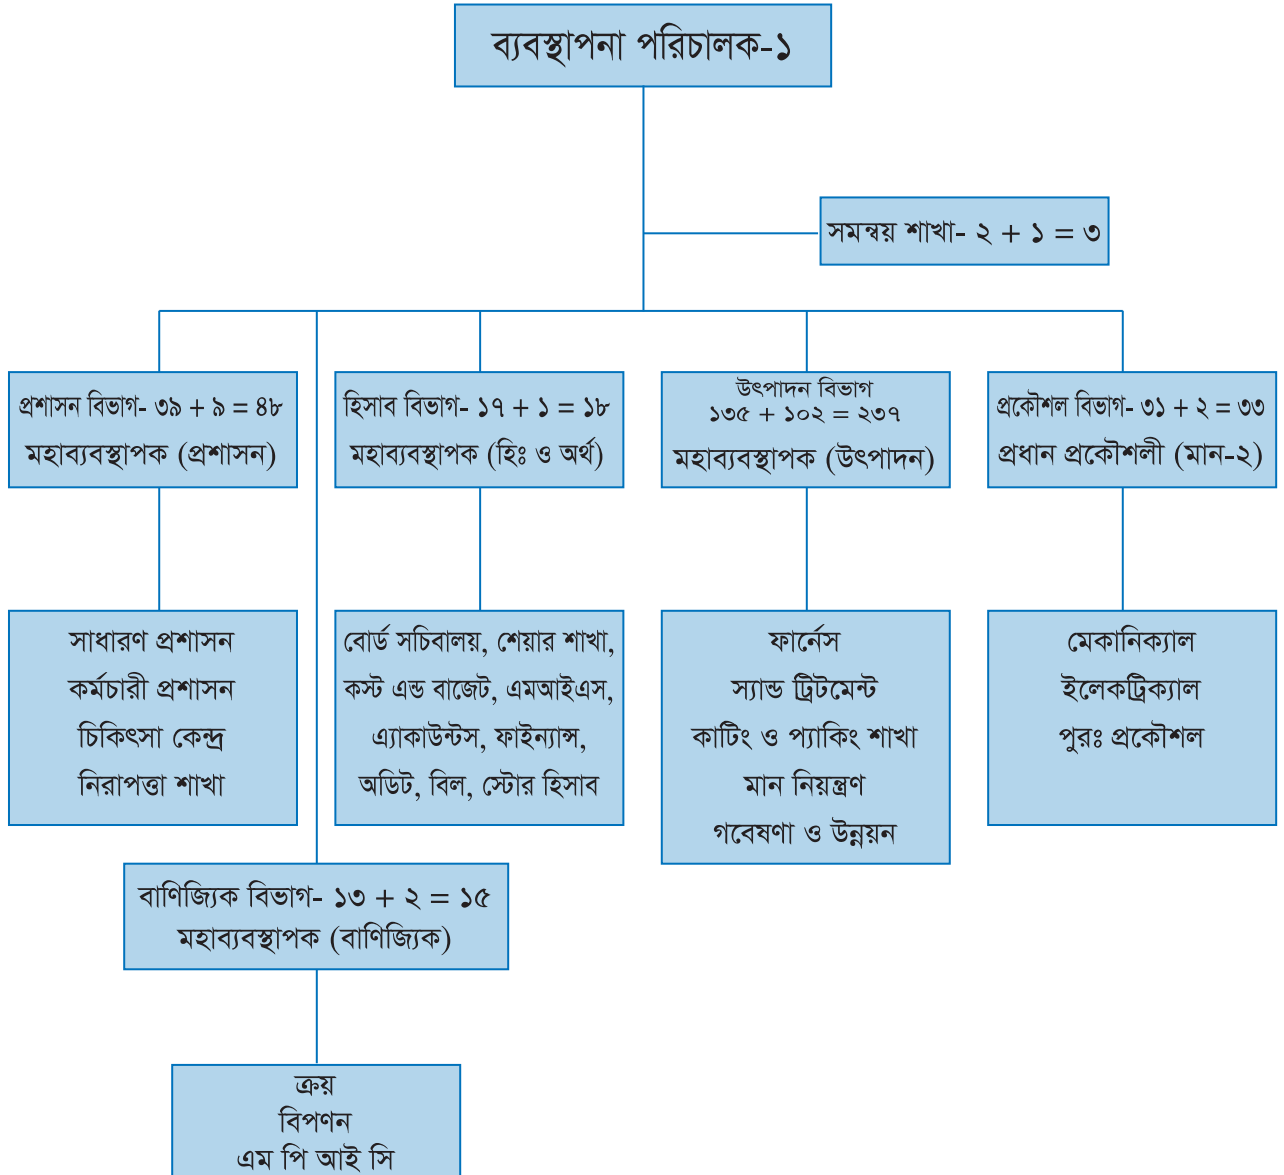 ব্যবস্থাপনা পরিচালক-১
সমন্বয় শাখা- ২ + ১ = ৩
প্রশাসন বিভাগ- ৩৯ + ৯ = ৪৮
মহাব্যবস্থাপক (প্রশাসন)
হিসাব বিভাগ- ১৭ + ১ = ১৮
মহাব্যবস্থাপক (হিঃ ও অর্থ)
উৎপাদন বিভাগ
১৩৫ + ১০২ = ২৩৭
মহাব্যবস্থাপক (উৎপাদন)
প্রকৌশল বিভাগ- ৩১ + ২ = ৩৩
প্রধান প্রকৌশলী (মান-২)
সাধারণ প্রশাসন
কর্মচারী প্রশাসন
চিকিৎসা কেন্দ্র
নিরাপত্তা শাখা
বোর্ড সচিবালয়, শেয়ার শাখা,
কস্ট এন্ড বাজেট, এমআইএস,
এ্যাকাউন্টস, ফাইন্যান্স,
অডিট, বিল, স্টোর হিসাব
ফার্নেস
স্যান্ড ট্রিটমেন্ট
কাটিং ও প্যাকিং শাখা
মান নিয়ন্ত্রণ
গবেষণা ও উন্নয়ন
মেকানিক্যাল
ইলেকট্রিক্যাল
পুরঃ প্রকৌশল
বাণিজ্যিক বিভাগ- ১৩ + ২ = ১৫
মহাব্যবস্থাপক (বাণিজ্যিক)
ক্রয়
বিপণন
এম পি আই সি